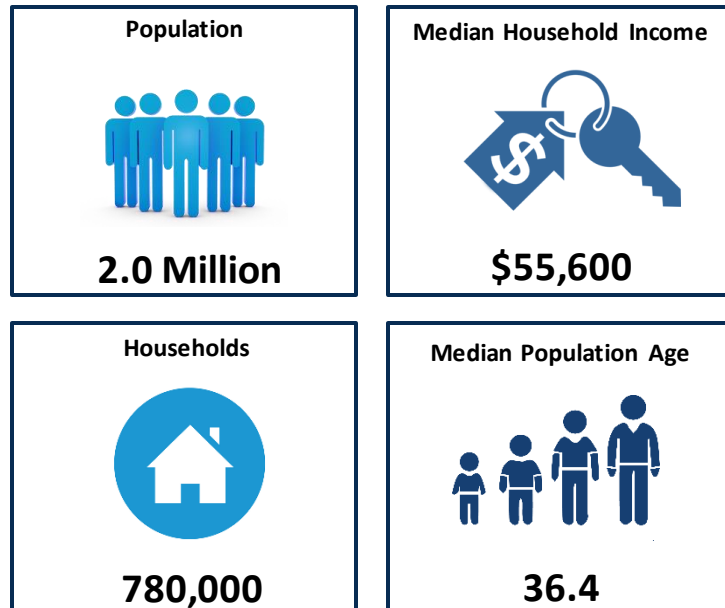 Population
2.0 Million
Median Household Income
$
$55,600
Households
780,000
Median Population Age
36.4